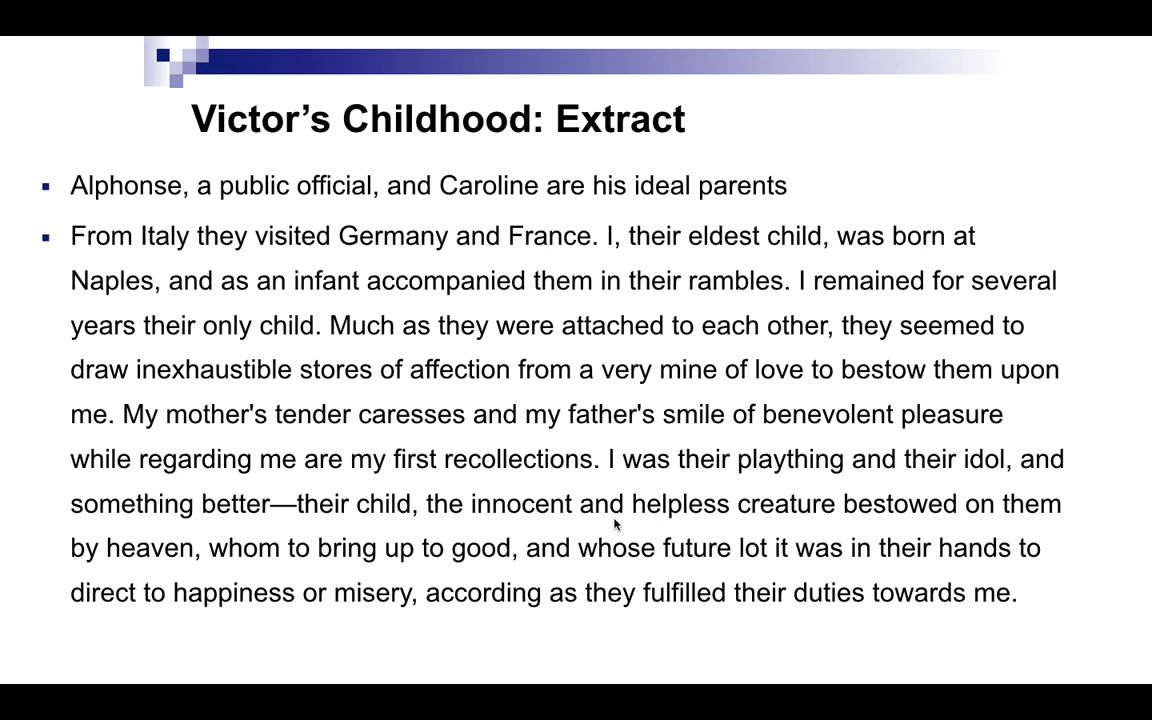 Victor’s Childhood: Extract
▪ Alphonse, a public official, and Caroline are his ideal parents
▪ From Italy they visited Germany and France. I, their eldest child, was born at
Naples, and as an infant accompanied them in their rambles. I remained for several
years their only child. Much as they were attached to each other, they seemed to
draw inexhaustible stores of affection from a very mine of love to bestow them upon
me. My mother's tender caresses and my father's smile of benevolent pleasure
while regarding me are my first recollections. I was their plaything and their idol, and
something better—their child, the innocent and helpless creature bestowed on them
by heaven, whom to bring up to good, and whose future lot it was in their hands to
direct to happiness or misery, according as they fulfilled their duties towards me.